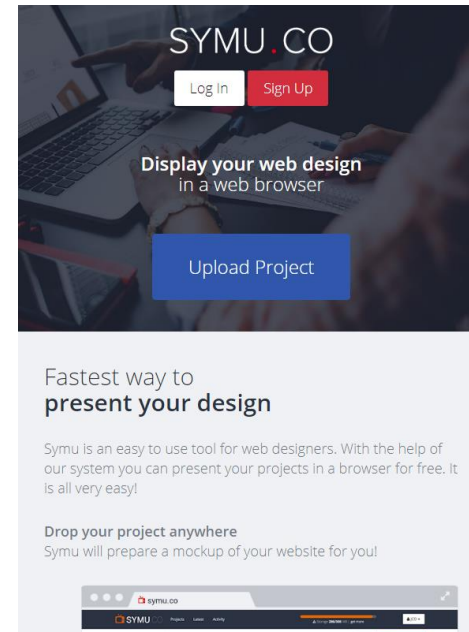 SYMU.CO
Log In Sign Up
Display your web design
in a web browser
Upload Project
Fastest way to
present your design
Symu is an easy to use tool for web designers. With the help of
our system you can present your projects in a browser for free. It
is all very easy!
Drop your project anywhere
Symu will prepare a mockup of your website for you!
symu.co
SYMU.CO Projects Latest Activity